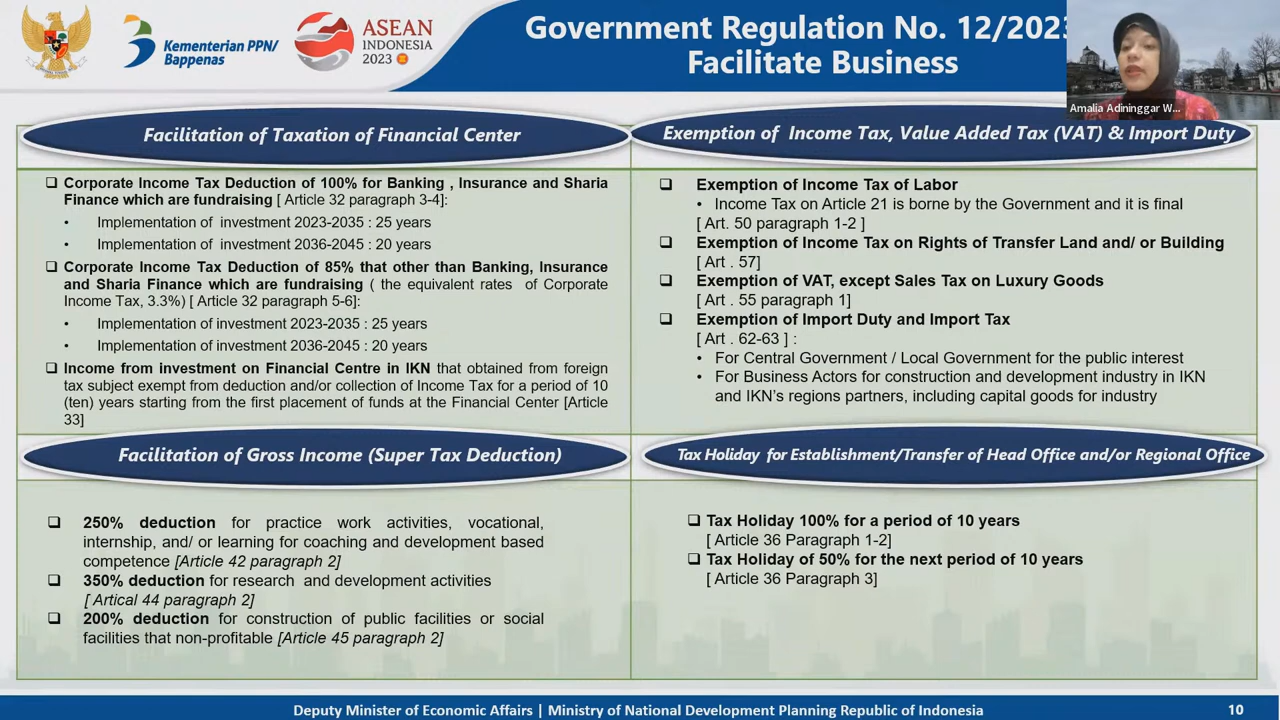 Kementerian PPN/
Bappenas
ASEAN
INDONESIA
2023
Government Regulation No. 12/2023
Facilitate Business
Amalia Adininggar W...
Facilitation of Taxation of Financial Center
Corporate Income Tax Deduction of 100% for Banking , Insurance and Sharia
Finance which are fundraising [ Article 32 paragraph 3-4]:
• Implementation of investment 2023-2035 : 25 years
• Implementation of investment 2036-2045 : 20 years
Corporate Income Tax Deduction of 85% that other than Banking, Insurance
and Sharia Finance which are fundraising ( the equivalent rates of Corporate
Income Tax, 3.3%) [ Article 32 paragraph 5-6]:
• Implementation of investment 2023-2035 : 25 years
• Implementation of investment 2036-2045 : 20 years
Income from investment on Financial Centre in IKN that obtained from foreign
tax subject exempt from deduction and/or collection of Income Tax for a period of 10
(ten) years starting from the first placement of funds at the Financial Center [Article
33]
Exemption of Income Tax, Value Added Tax (VAT) & Import Duty
Exemption of Income Tax of Labor
• Income Tax on Article 21 is borne by the Government and it is final
[ Art. 50 paragraph 1-2 ]
Exemption of Income Tax on Rights of Transfer Land and/ or Building
[ Art . 57]
Exemption of VAT, except Sales Tax on Luxury Goods
[ Art . 55 paragraph 1]
Exemption of Import Duty and Import Tax
[ Art . 62-63 ] :
• For Central Government / Local Government for the public interest
• For Business Actors for construction and development industry in IKN
and IKN's regions partners, including capital goods for industry
Facilitation of Gross Income (Super Tax Deduction)
250% deduction for practice work activities, vocational,
internship, and/ or learning for coaching and development based
competence [Article 42 paragraph 2]
350% deduction for research and development activities
[ Artical 44 paragraph 2]
200% deduction for construction of public facilities or social
facilities that non-profitable [Article 45 paragraph 2]
Tax Holiday for Establishment/Transfer of Head Office and/or Regional Office
Tax Holiday 100% for a period of 10 years
[ Article 36 Paragraph 1-2]
Tax Holiday of 50% for the next period of 10 years
[ Article 36 Paragraph 3]
Deputy Minister of Economic Affairs | Ministry of National Development Planning Republic of Indonesia
10